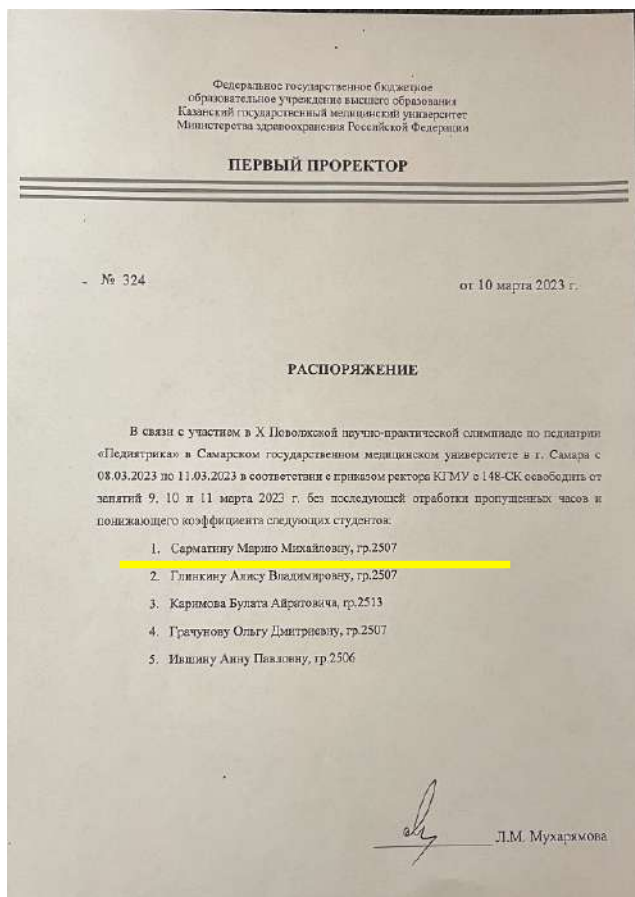 Федеральное государственное бюджетное
образовательное учреждение высшего образования
Казанский государственный медицинский университет
Министерства здравоохранения Российской Федерации
ПЕРВЫЙ ПРОРЕКТОР
- № 324
от 10 марта 2023 г.
РАСПОРЯЖЕНИЕ
В связи с участием в X Поволжской научно-практической олимпиаде по педиатрии
«Педиатрика» в Самарском государственном медицинском университете в г. Самара с
08.03.2023 по 11.03.2023 в соответствии с приказом ректора КГМУ с 148-СК освободить от
занятий 9, 10 и 11 марта 2023 г. без последующей отработки пропущенных часов и
понижающего коэффициента следующих студентов:
1. Сарматину Марию Михайловну, гр.2507
2. Глинкину Алису Владимировну, гр.2507
3. Каримова Булата Айратовича, гр.2513
4. Грачунову Ольгу Дмитриевну, гр.2507
5. Ившину Анну Павловну, гр.2506
Л.М. Мухарямова